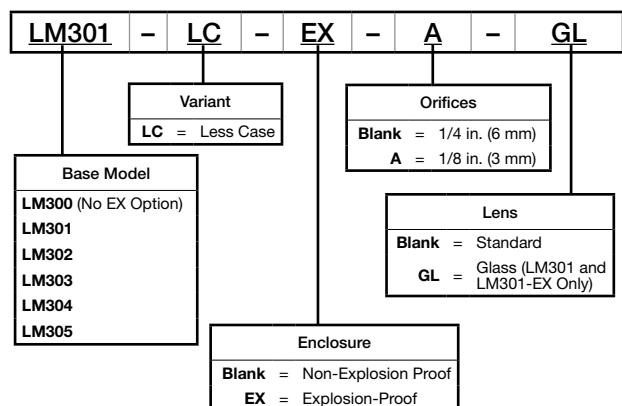 LM301 – LC – EX – A – GL
Variant
LC = Less Case
Orifices
Blank = 1/4 in. (6 mm)
A = 1/8 in. (3 mm)
Base Model
LM300 (No EX Option)
LM301
LM302
LM303
LM304
LM305
Lens
Blank = Standard
GL = Glass (LM301 and
LM301-EX Only)
Enclosure
Blank = Non-Explosion Proof
EX = Explosion-Proof